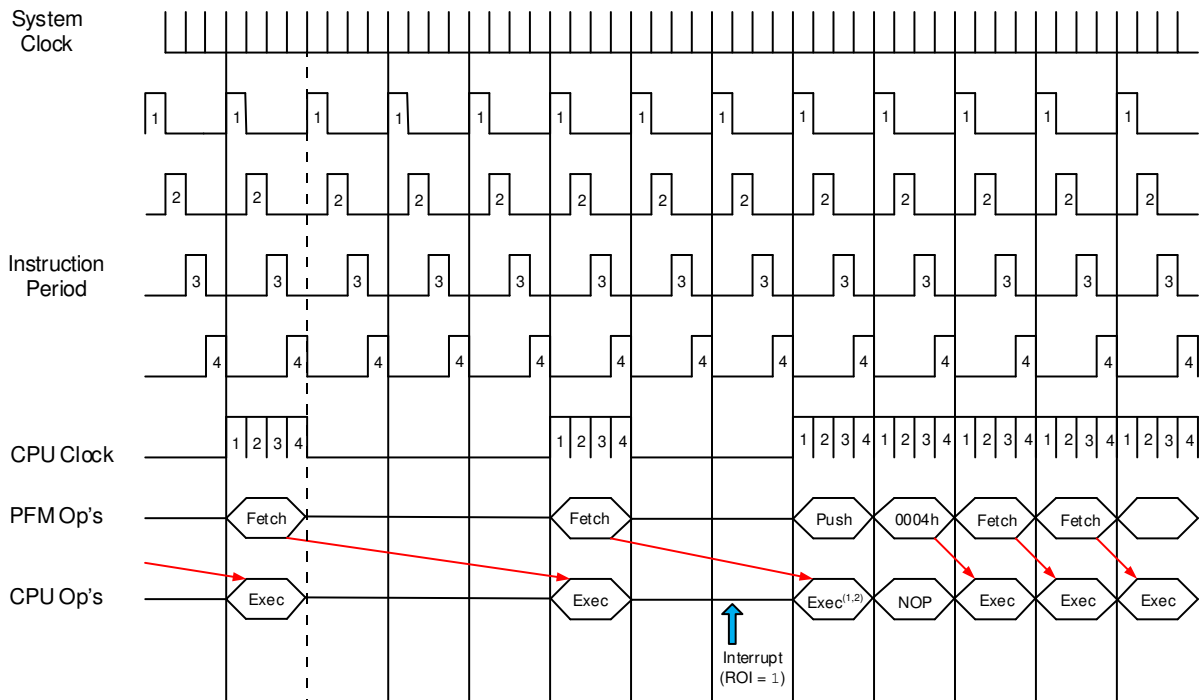 System
Clock
1 1 1 1 1 1 1 1 1 1 1 1 1
2 2 2 2 2 2 2 2 2 2 2 2 2
Instruction
Period
3 3 3 3 3 3 3 3 3 3 3 3 3
4 4 4 4 4 4 4 4 4 4 4 4 4
CPU Clock
1 2 3 4 1 2 3 4 1 2 3 4 1 2 3 4 1 2 3 4 1 2 3 4 1 2 3 4
PFM Op's
Fetch Fetch Push 0004h Fetch Fetch
CPU Op's
Exec Exec Exec(1,2) NOP Exec Exec Exec
Interrupt
(ROI = 1)